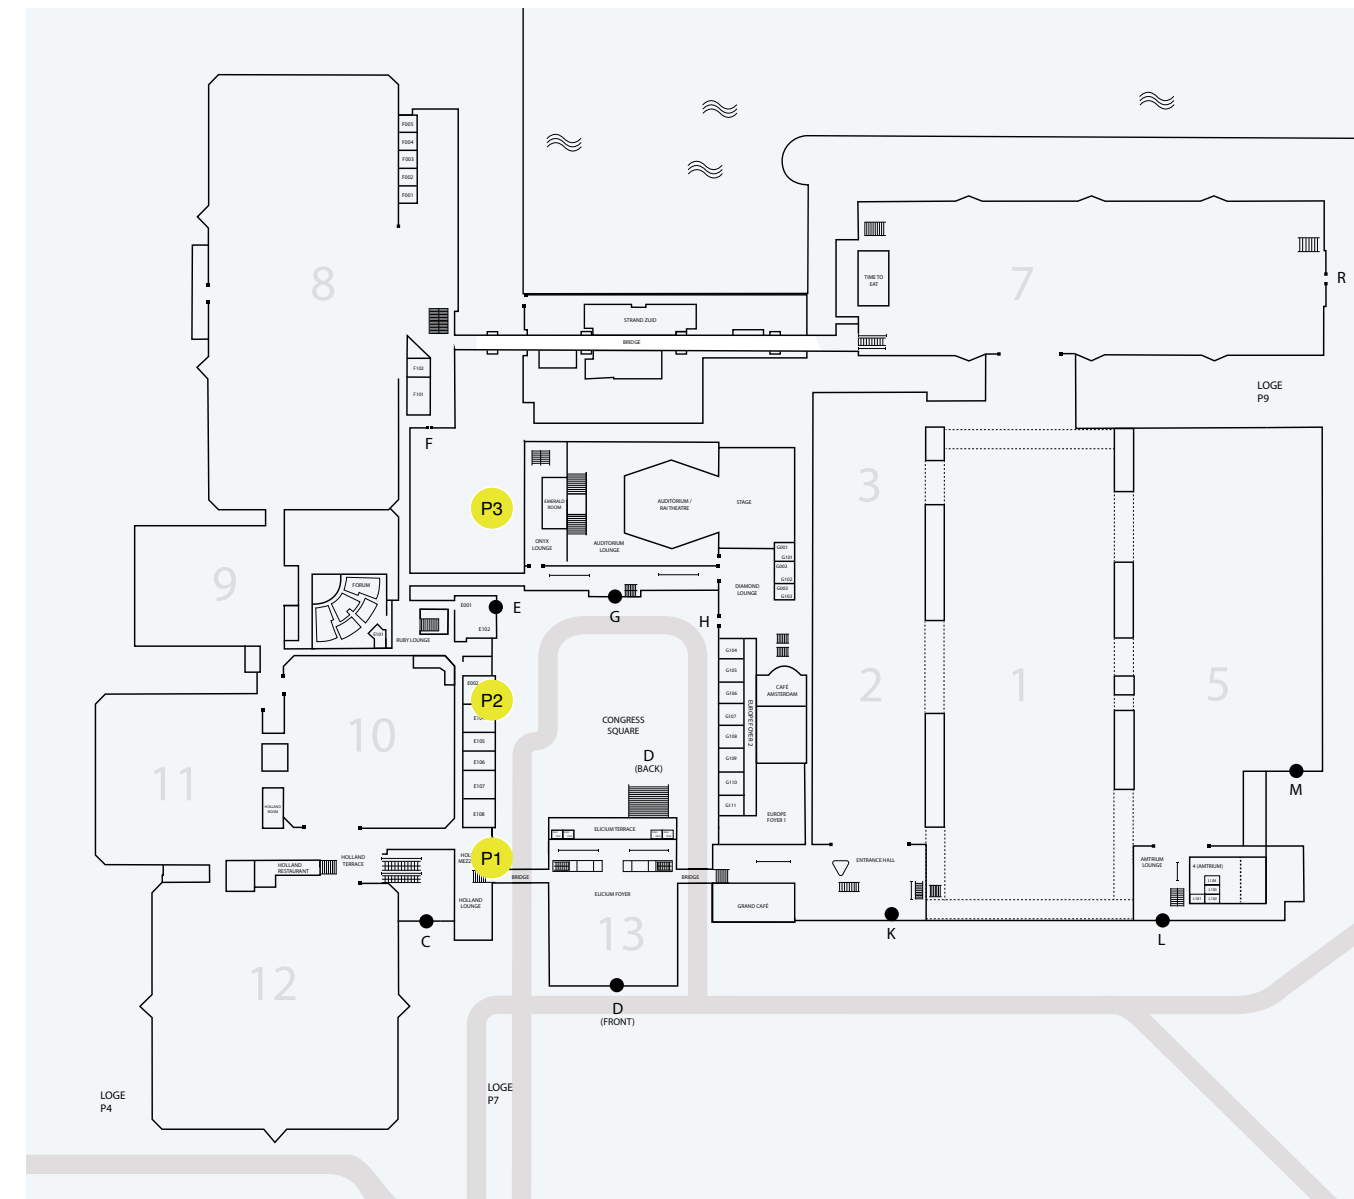 F005
F004
F003
F002
F001
8
7
R
TIME TO
EAT
STRAND ZUID
BRIDGE
F102
F101
LOGE
P9
F
3
P3
EMERALD
ROOM
ONYX
LOUNGE
AUDITORIUM
LOUNGE
AUDITORIUM /
RAI THEATRE
STAGE
G001
G101
G002
G102
G003
G103
DIAMOND
LOUNGE
9
FORUM
E101
RUBY LOUNGE
E001
E102
E
G
H
G104
G105
G106
G107
G108
G109
G110
G111
EUROPE FOYER 2
CAFÉ
AMSTERDAM
EUROPE
FOYER 1
2
1
5
E002
P2
E105
E106
E107
E108
10
11
HOLLAND
ROOM
CONGRESS
SQUARE
D
(BACK)
M
ELICIUM TERRACE
P1
HOLLAND
TERRACE
HOLLAND
RESTAURANT
HOLLAND
LOUNGE
BRIDGE
ELICIUM FOYER
BRIDGE
GRAND CAFÉ
ENTRANCE HALL
AMTRIUM
LOUNGE
4 (AMTRIUM)
L104
L103
L101
L102
13
C
K
L
12
D
(FRONT)
LOGE
P4
LOGE
P7